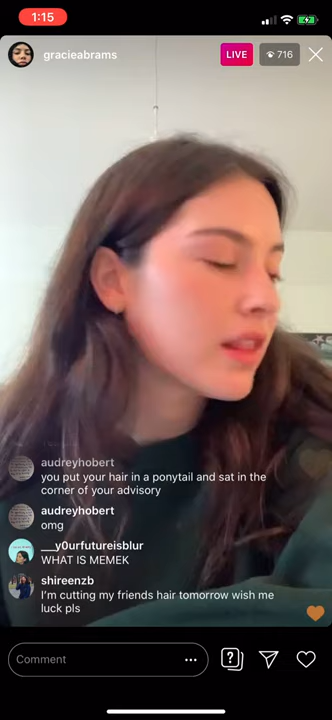 1:15
gracieabrams
LIVE
716
audreyhobert
you put your hair in a ponytail and sat in the
corner of your advisory
audreyhobert
omg
__y0urfutureisblur
WHAT IS MEMEK
shireenzb
I'm cutting my friends hair tomorrow wish me
luck pls
Comment